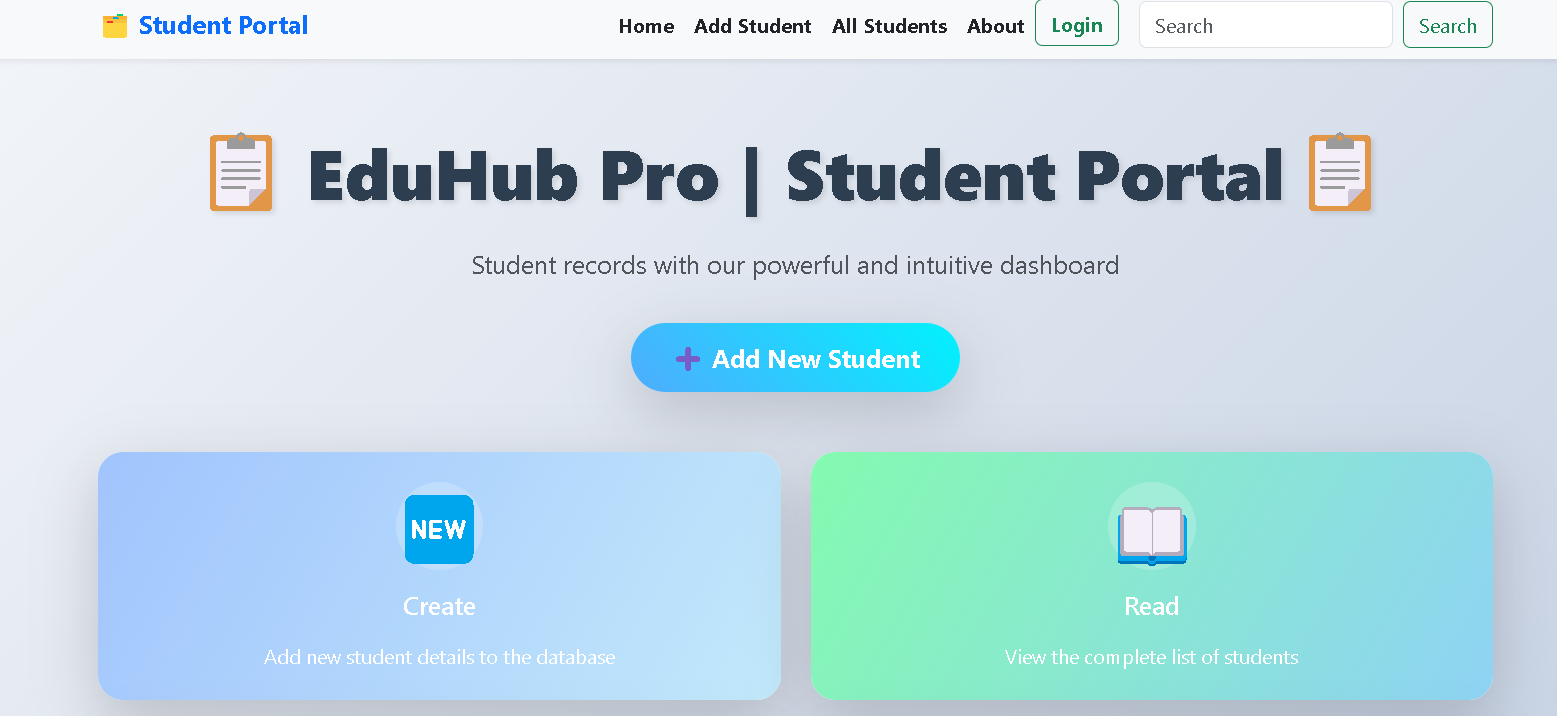 Student Portal
Home Add Student All Students About Login Search Search
EduHub Pro | Student Portal
Student records with our powerful and intuitive dashboard
Add New Student
NEW
Create
Add new student details to the database
Read
View the complete list of students